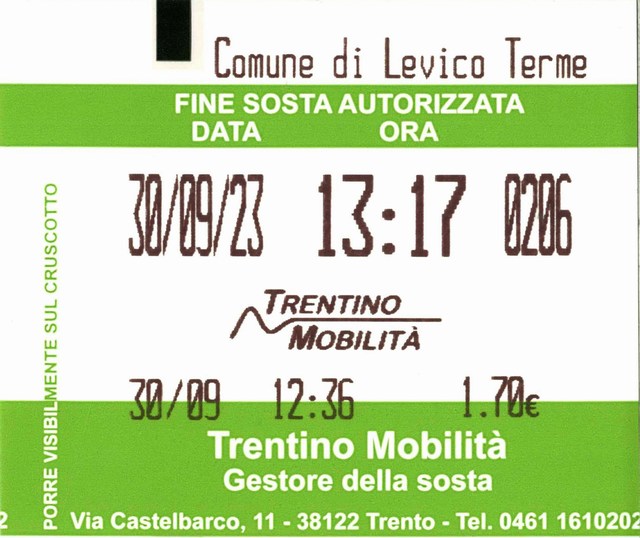 Comune di Levico Terme
FINE SOSTA AUTORIZZATA
DATA ORA
30/09/23 13:17 0206
TRENTINO
MOBILITÀ
30/09 12:36 1.70€
Trentino Mobilità
Gestore della sosta
2 Via Castelbarco, 11 - 38122 Trento - Tel. 0461 1610202
PORRE VISIBILMENTE SUL CRUSCOTTO